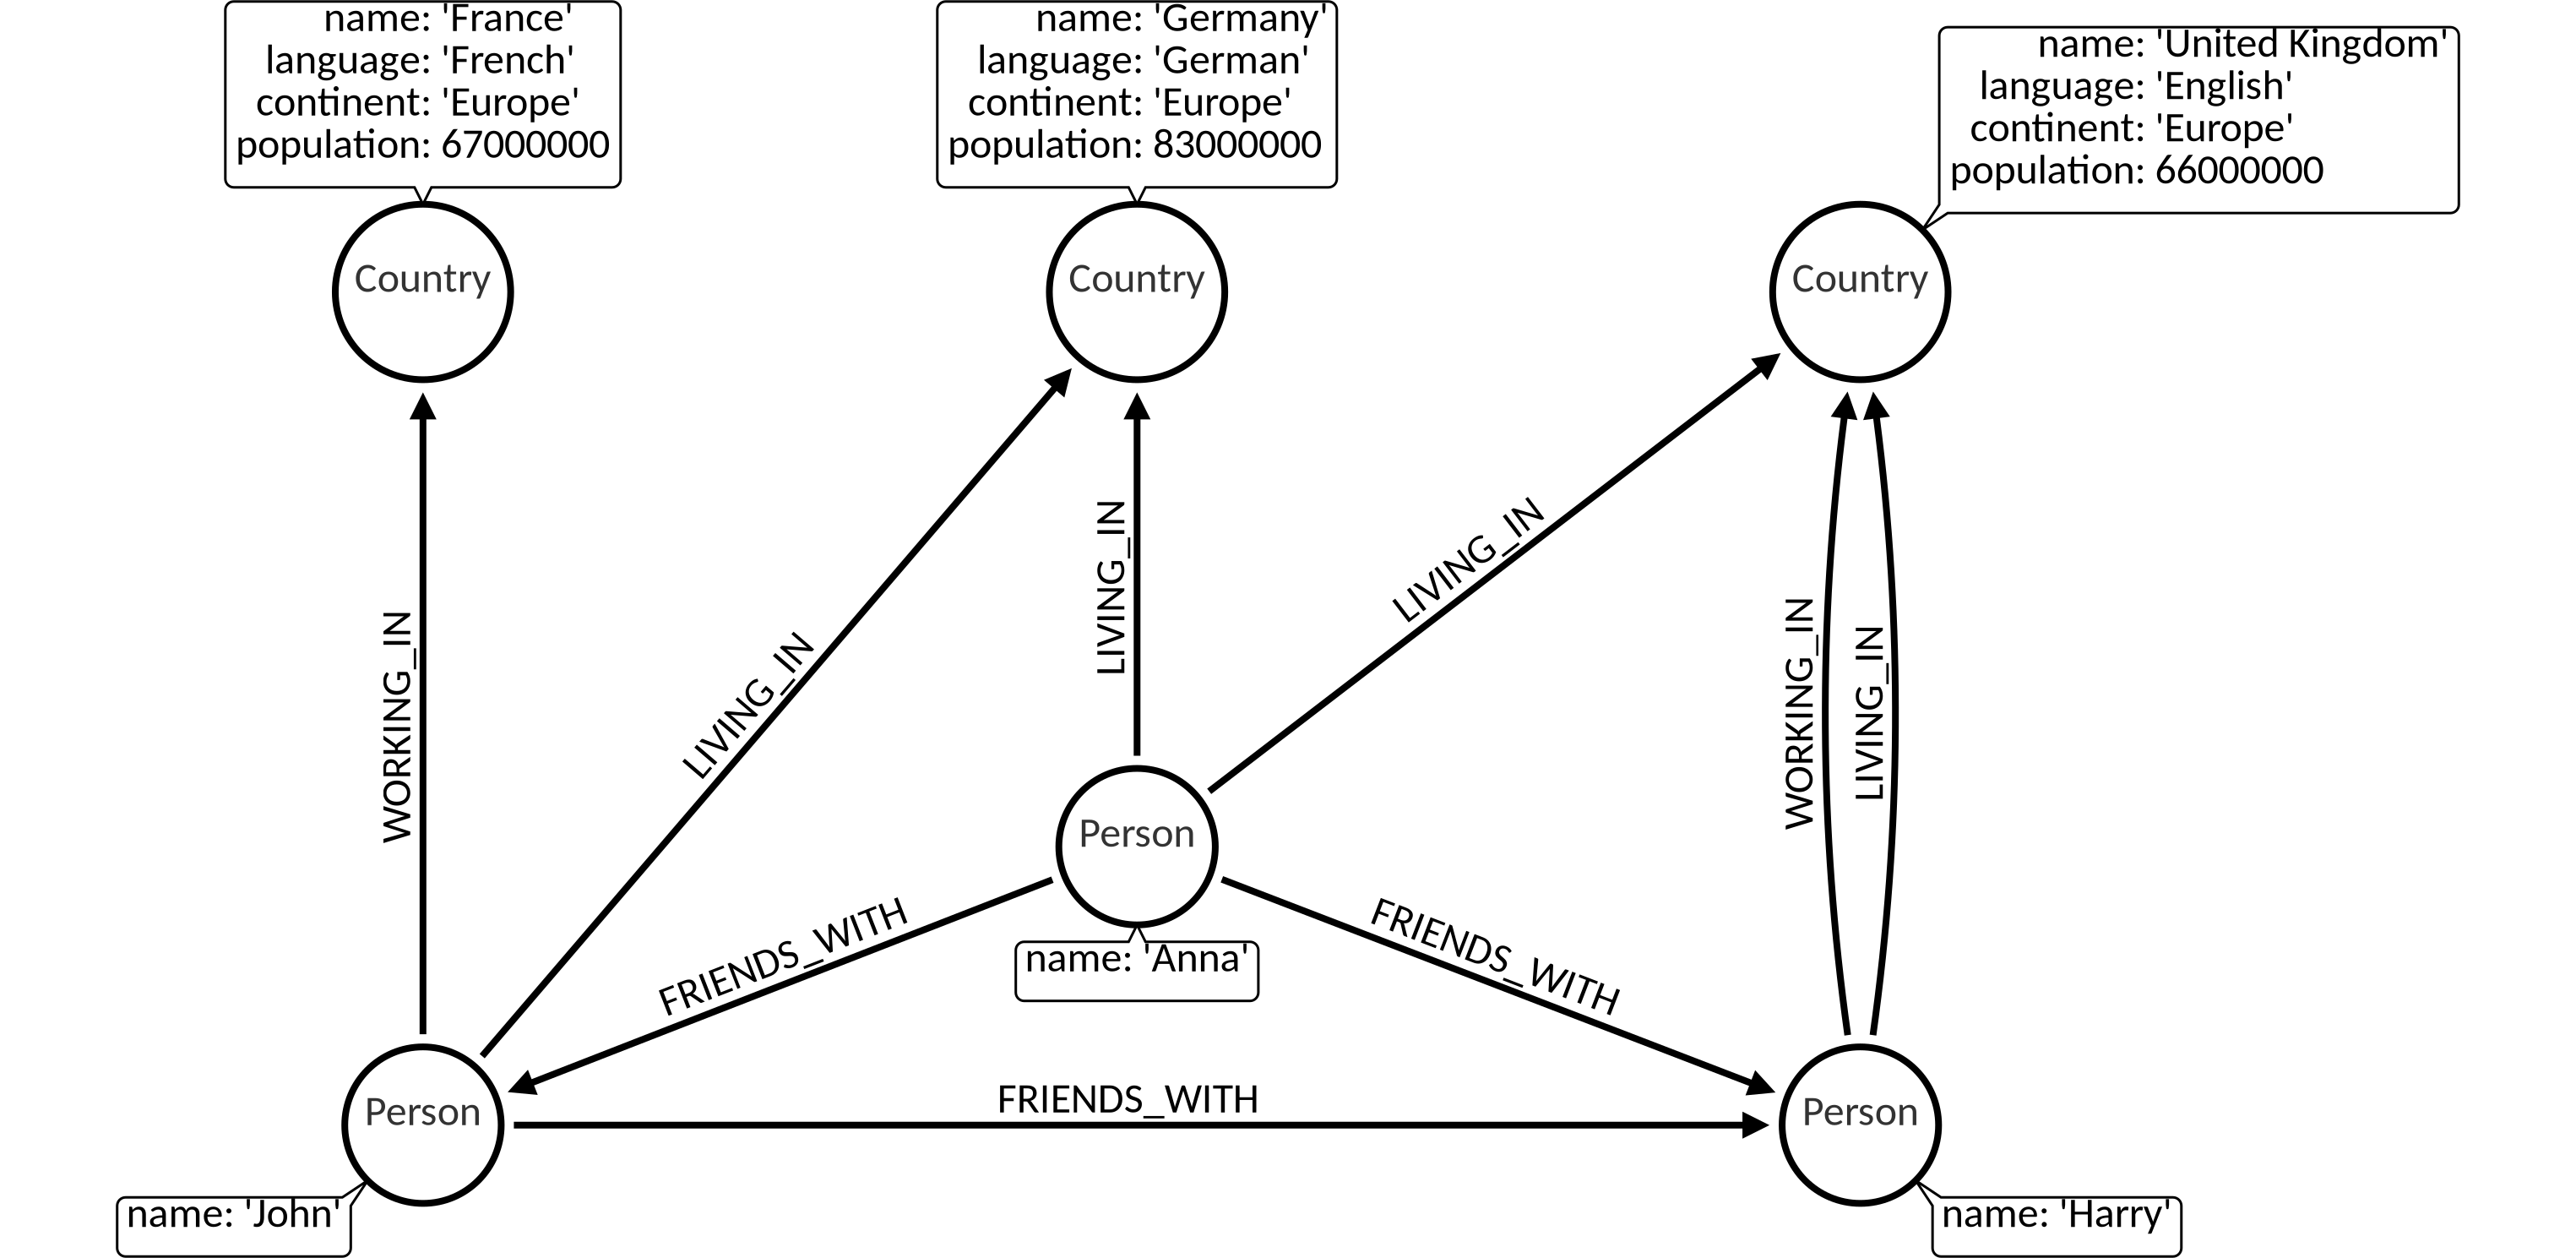 name: 'France'
language: 'French'
continent: 'Europe'
population: 67000000
name: 'Germany'
language: 'German'
continent: 'Europe'
population: 83000000
name: 'United Kingdom'
language: 'English'
continent: 'Europe'
population: 66000000
Country
Country
Country
WORKING_IN
LIVING_IN
LIVING_IN
LIVING_IN
WORKING_IN
LIVING_IN
Person
name: 'Anna'
FRIENDS_WITH
FRIENDS_WITH
FRIENDS_WITH
Person
Person
name: 'John'
name: 'Harry'